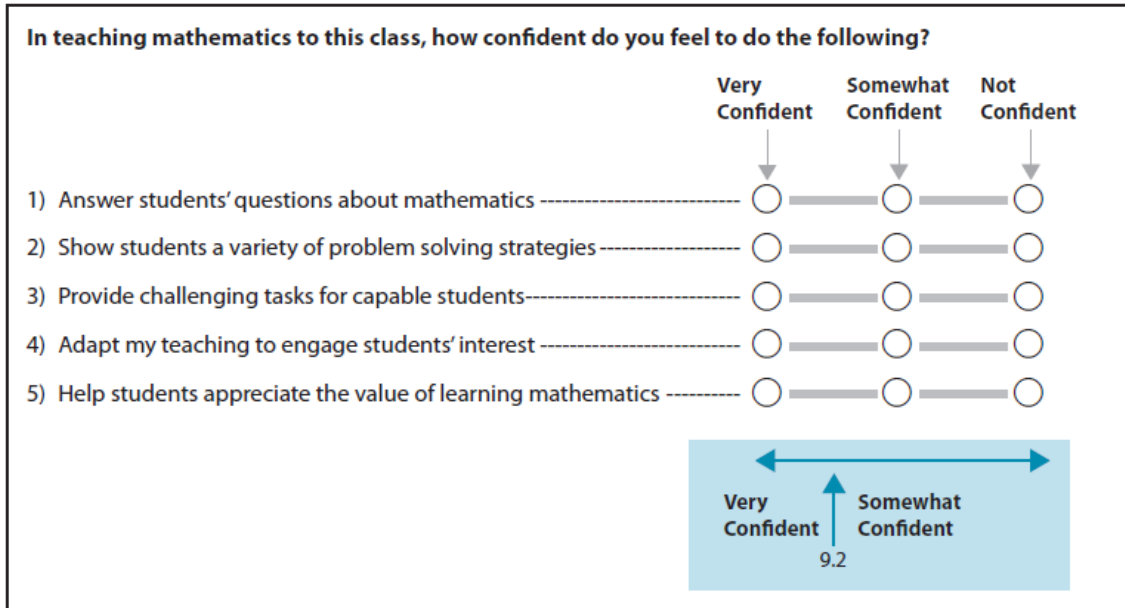 In teaching mathematics to this class, how confident do you feel to do the following?
Very Confident
Somewhat Confident
Not Confident
1) Answer students' questions about mathematics ---------------------------
2) Show students a variety of problem solving strategies -------------------
3) Provide challenging tasks for capable students-----------------------------
4) Adapt my teaching to engage students' interest ---------------------------
5) Help students appreciate the value of learning mathematics ----------
Very Confident
Somewhat Confident
9.2